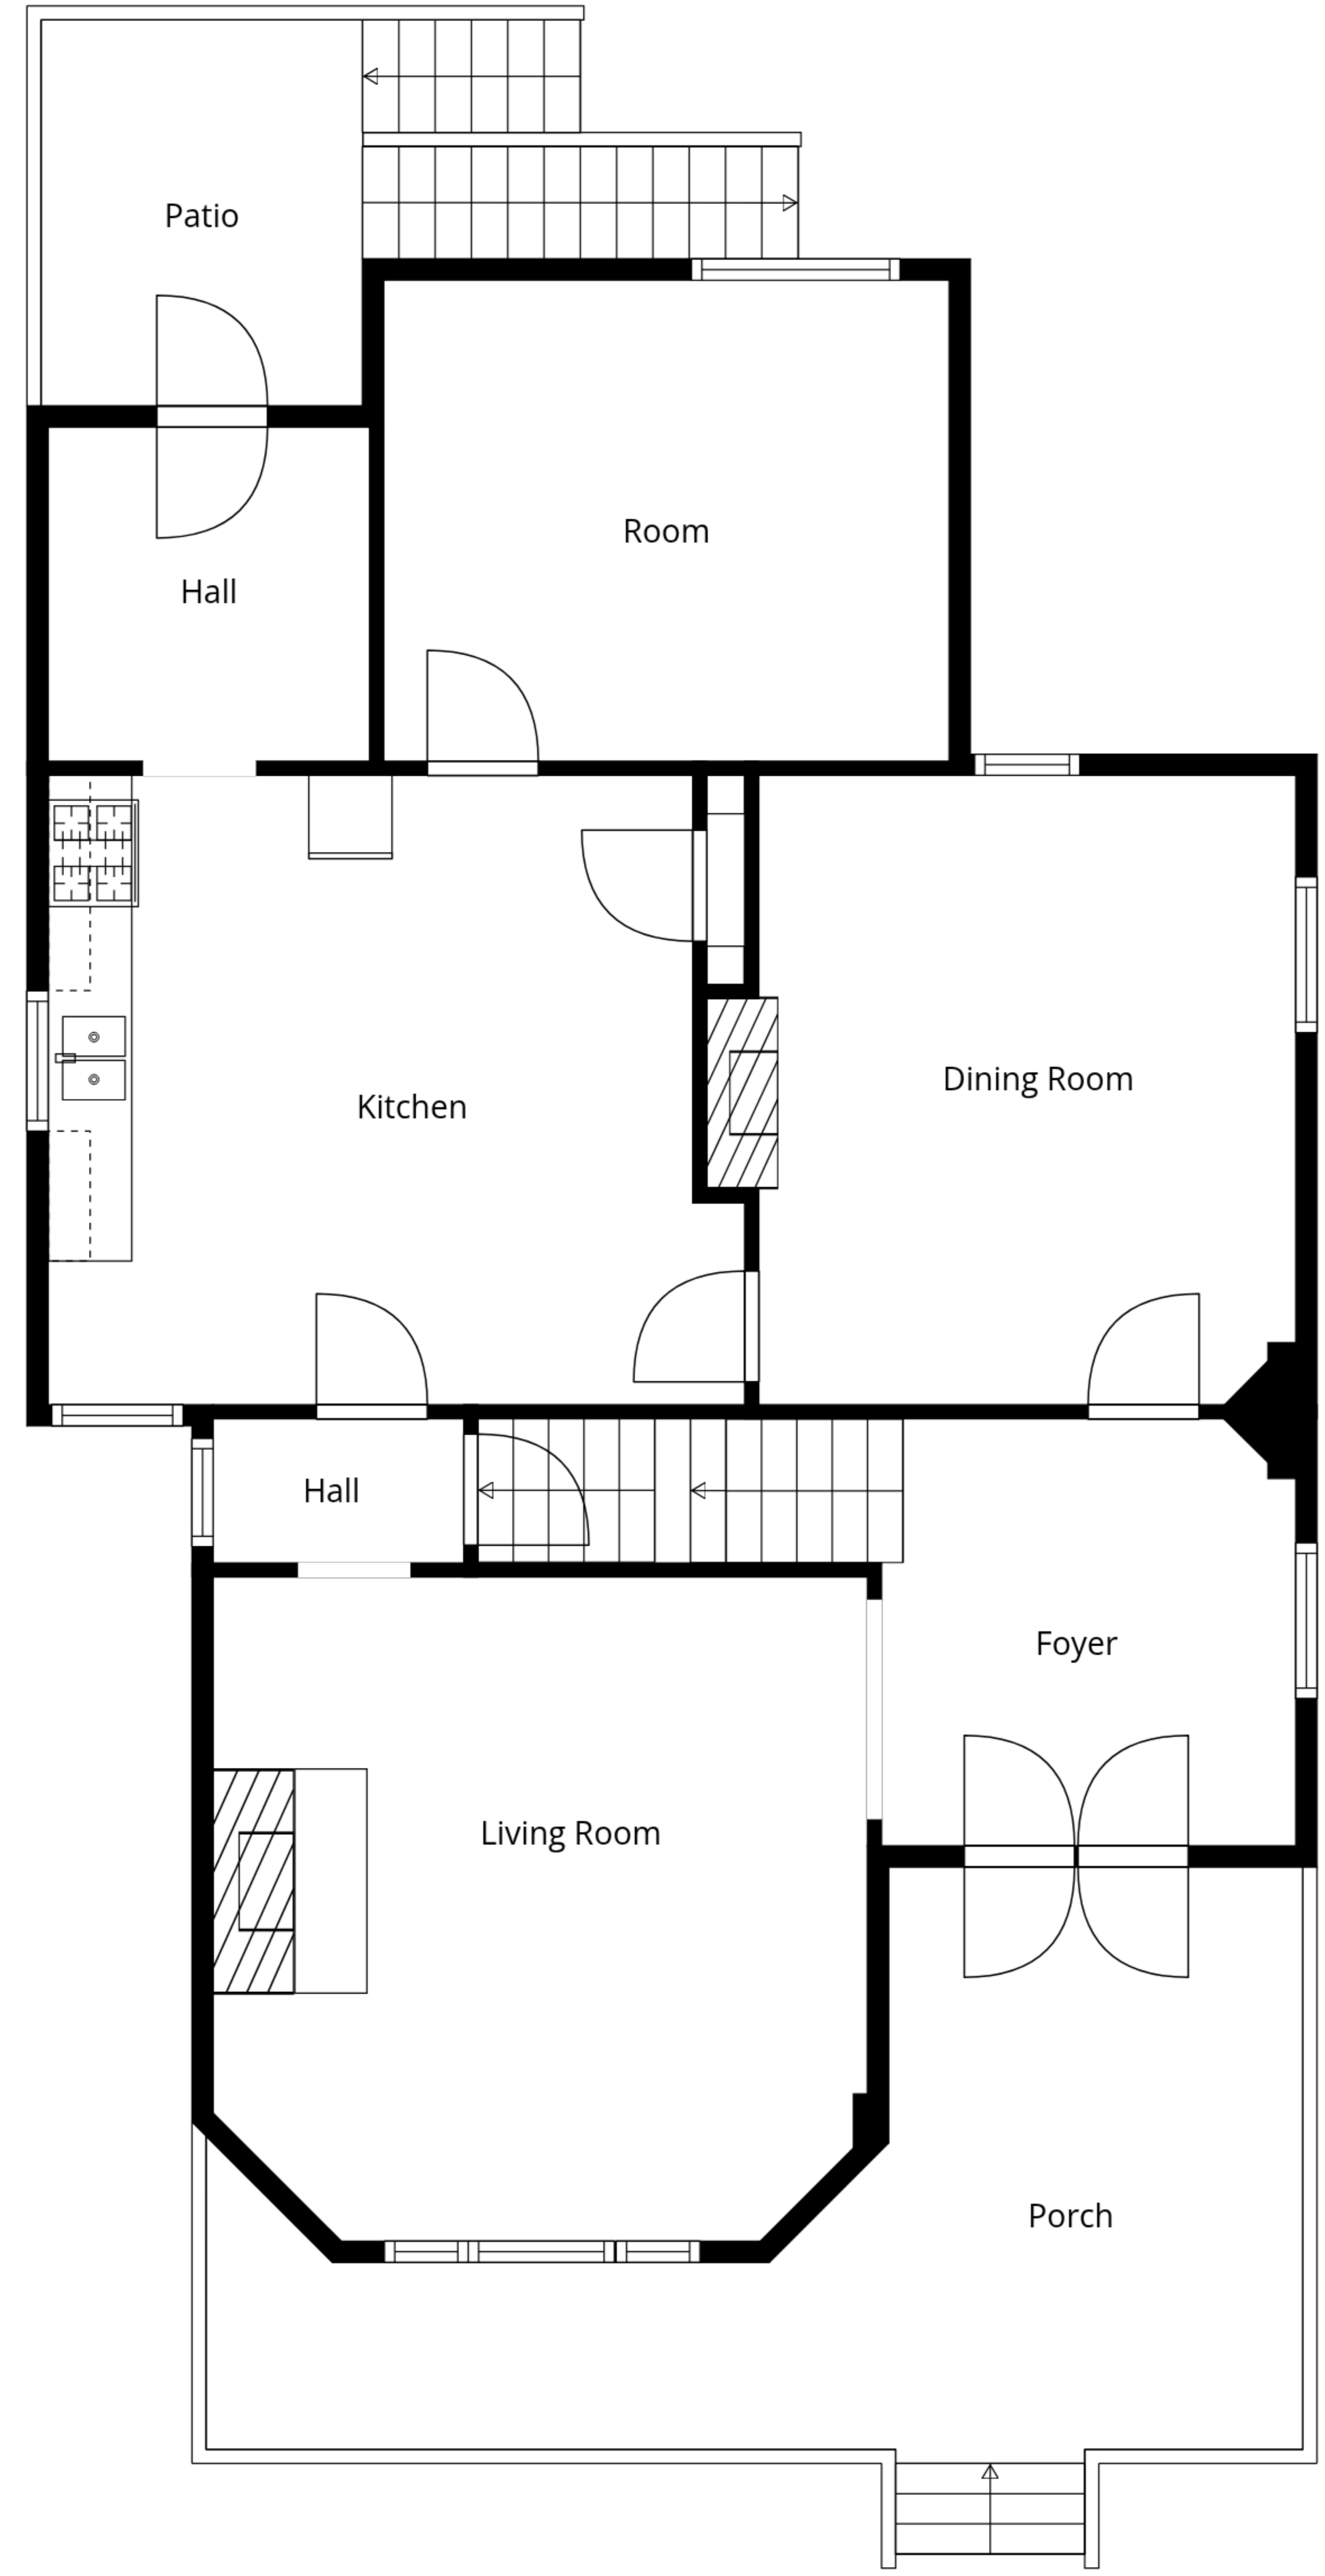 Patio
Room
Hall
Dining Room
Kitchen
Hall
Foyer
Living Room
Porch